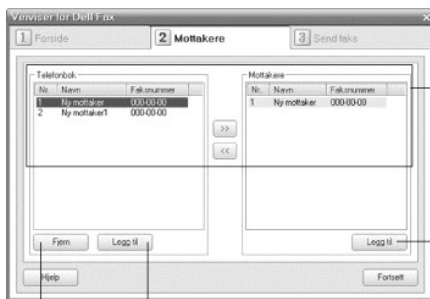 Veiviser for Dell Fax
1 Forside 2 Mottakere 3 Send faks
Telefonbok Mottakere
Nr. Navn Faksnummer Nr. Navn Faksnummer
1 Ny mottaker 000-00-00 1 Ny mottaker 000-00-00
2 Ny mottaker1 000-00-00
>>
<<
Fjern Legg til Legg til
Hjelp Fortsett